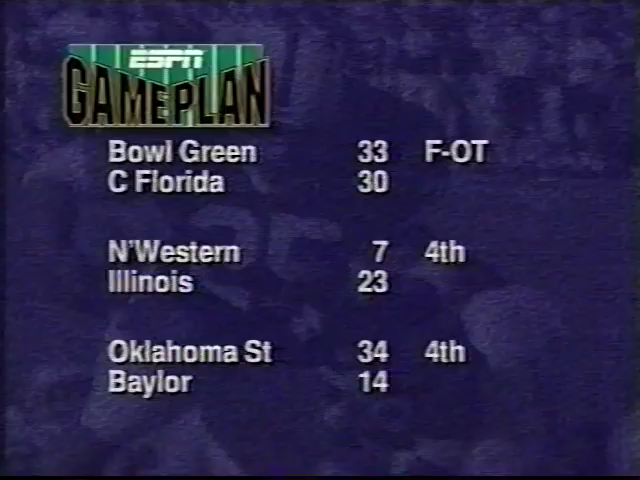 ESPN
GAMEPLAN
Bowl Green 33 F-OT
C Florida 30
N'Western 7 4th
Illinois 23
Oklahoma St 34 4th
Baylor 14